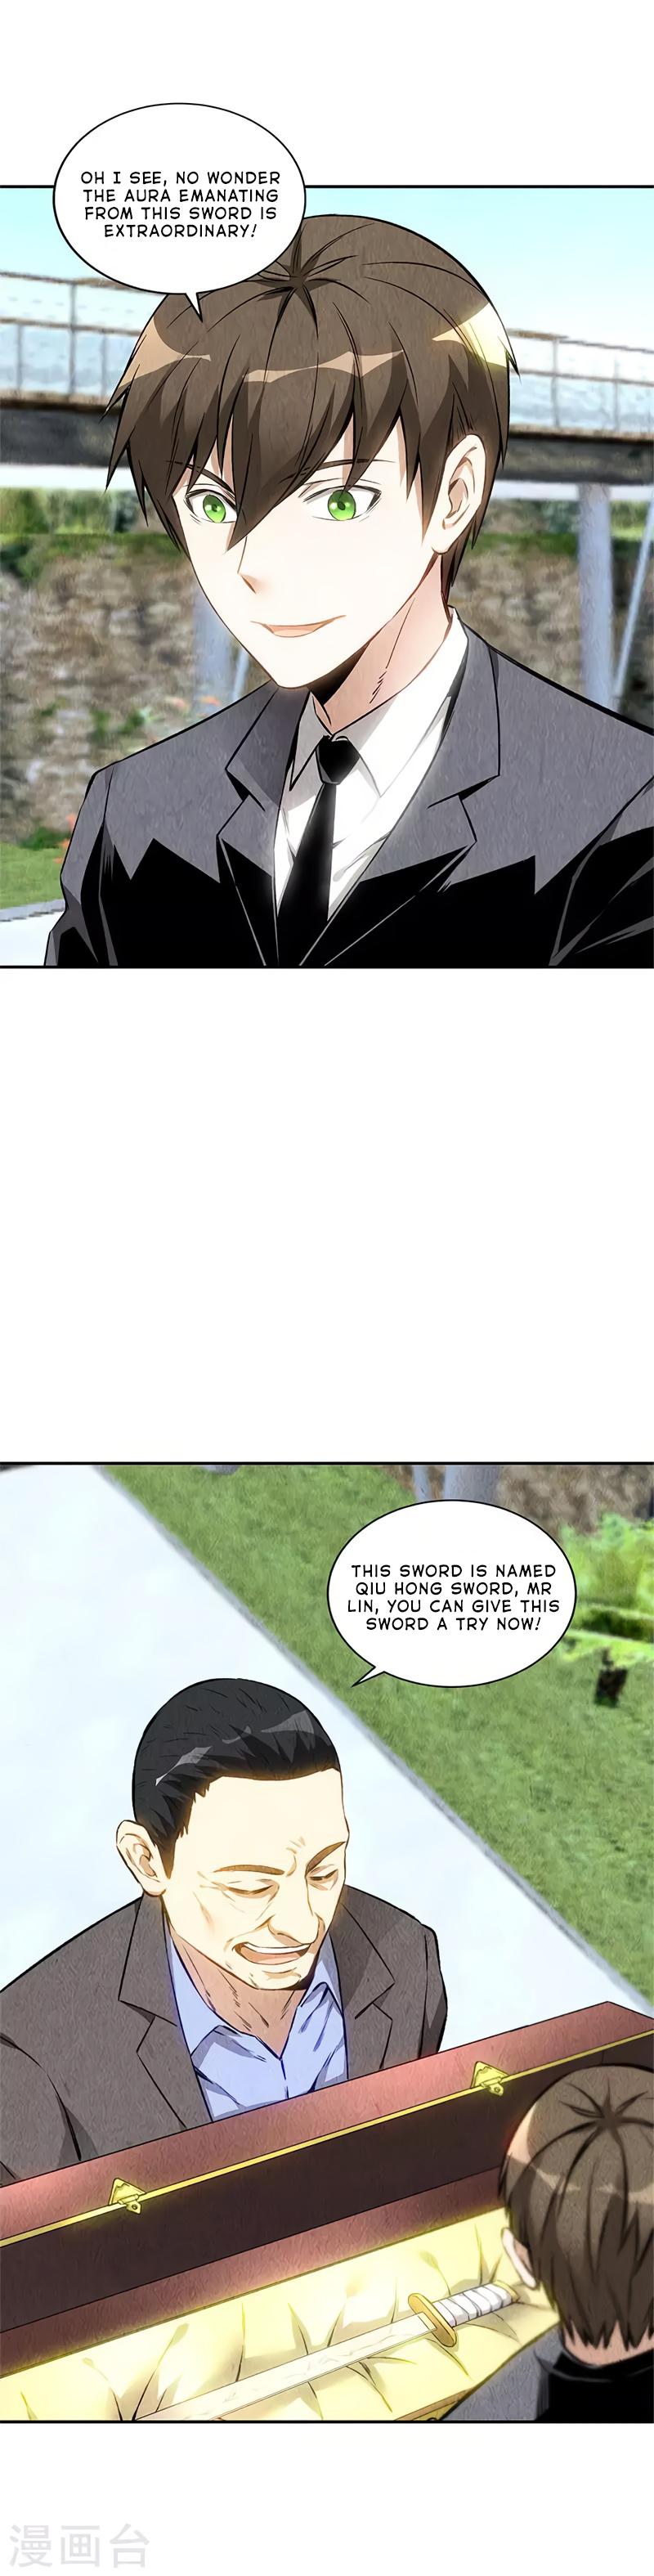 OH I SEE, NO WONDER
THE AURA EMANATING
FROM THIS SWORD IS
EXTRAORDINARY!
THIS SWORD IS NAMED
QIU HONG SWORD, MR
LIN, YOU CAN GIVE THIS
SWORD A TRY NOW!
漫画台